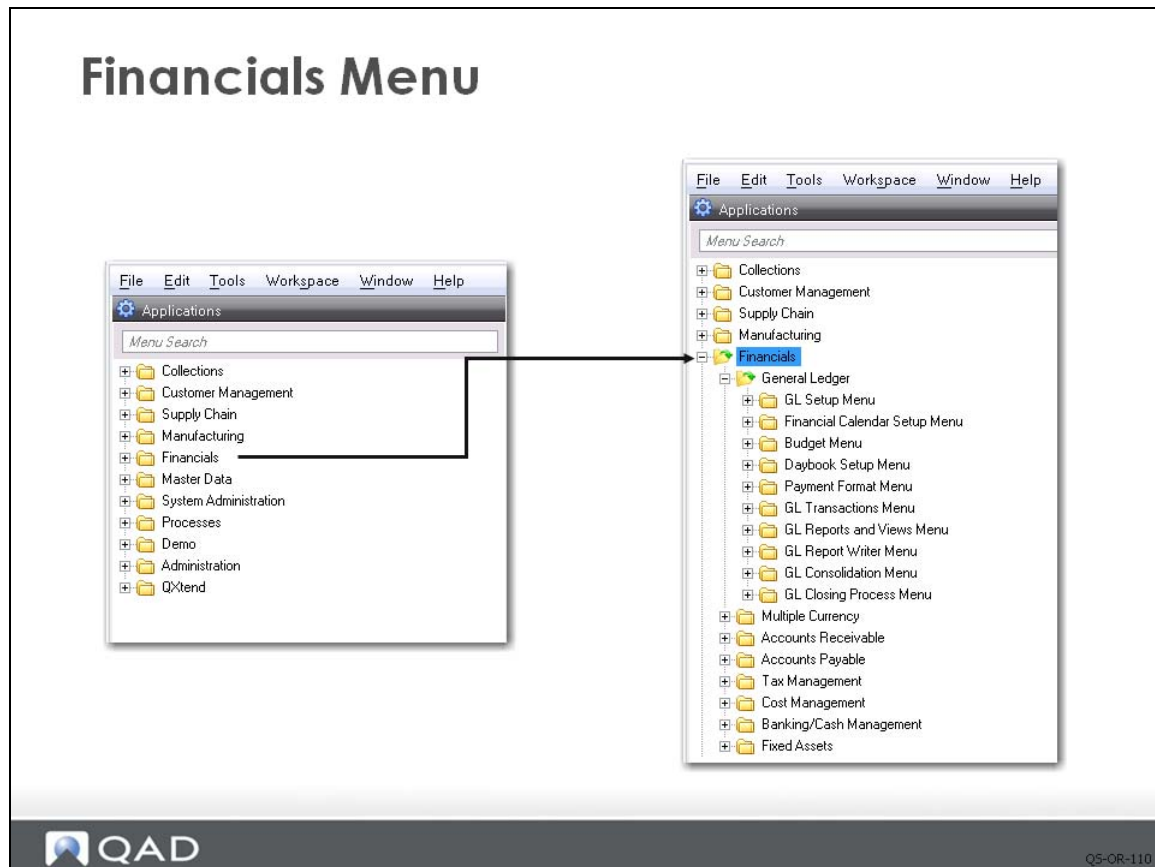 Financials Menu
File Edit Tools Workspace Window Help
Applications
Menu Search
Collections
Customer Management
Supply Chain
Manufacturing
Financials
Master Data
System Administration
Processes
Demo
Administration
QXtend
File Edit Tools Workspace Window Help
Applications
Menu Search
Collections
Customer Management
Supply Chain
Manufacturing
Financials
General Ledger
GL Setup Menu
Financial Calendar Setup Menu
Budget Menu
Daybook Setup Menu
Payment Format Menu
GL Transactions Menu
GL Reports and Views Menu
GL Report Writer Menu
GL Consolidation Menu
GL Closing Process Menu
Multiple Currency
Accounts Receivable
Accounts Payable
Tax Management
Cost Management
Banking/Cash Management
Fixed Assets
QAD
Q5-OR-110